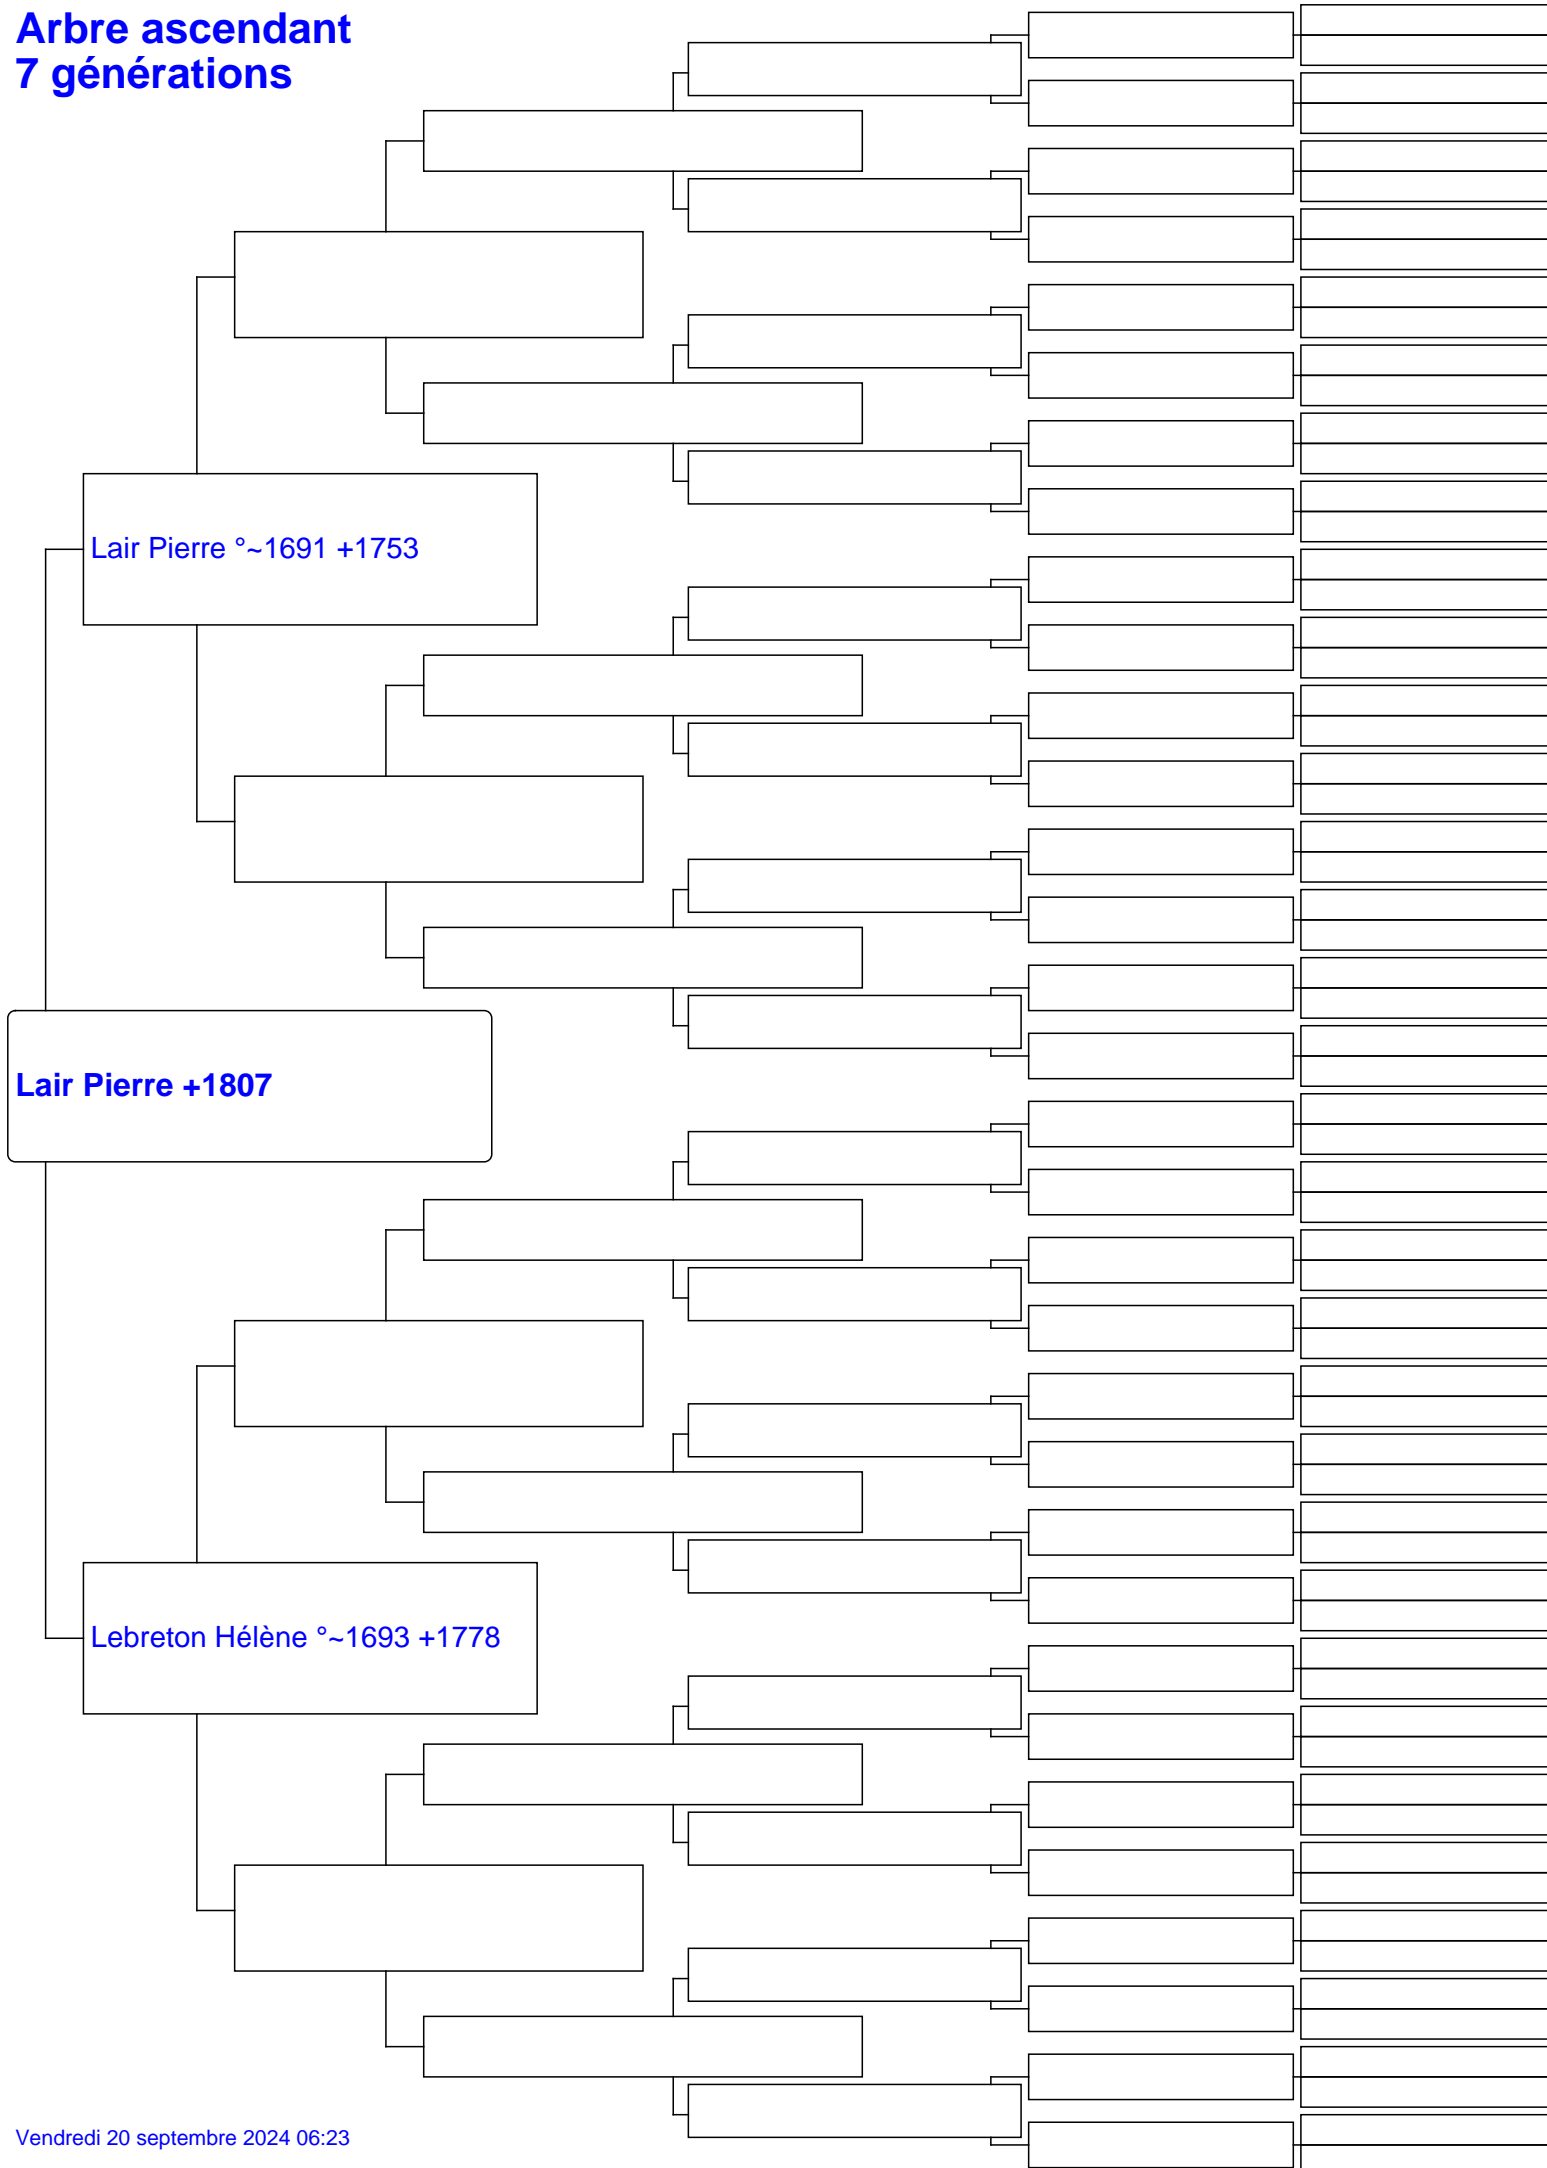 Arbre ascendant
7 générations
Lair Pierre °~1691 +1753
Lair Pierre +1807
Lebreton Hélène °~1693 +1778
Vendredi 20 septembre 2024 06:23